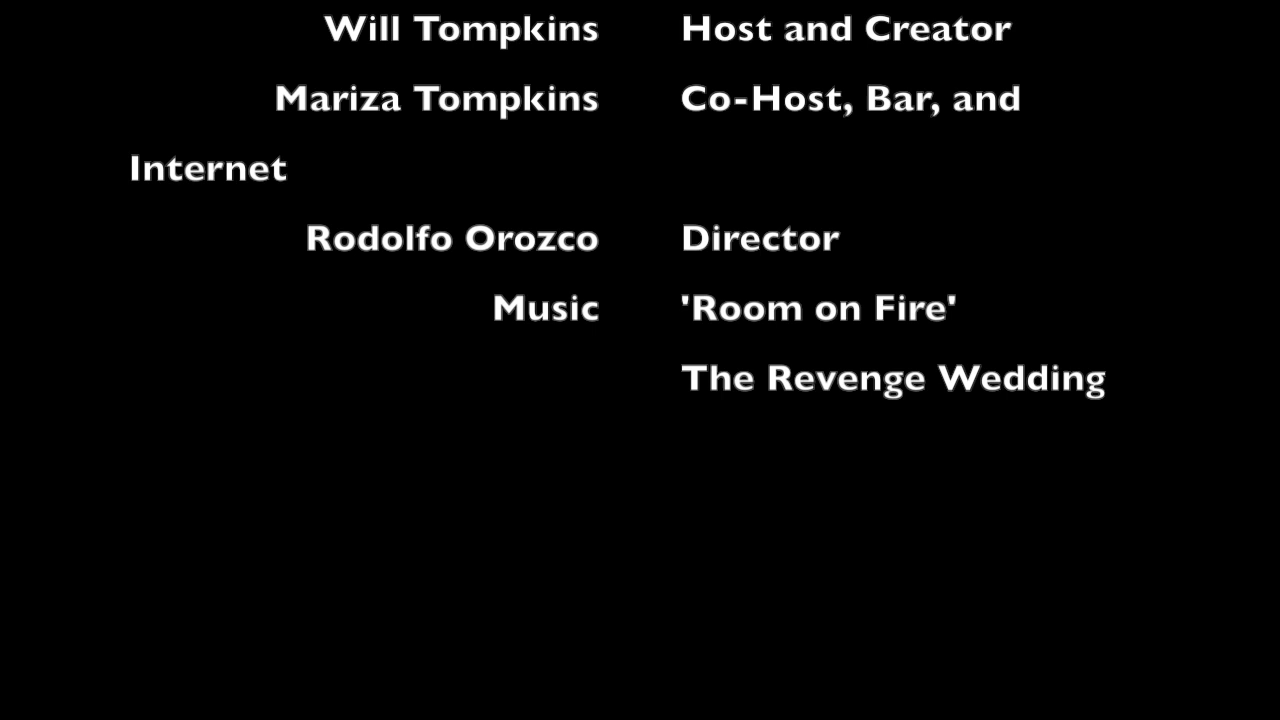 Will Tompkins Host and Creator
Mariza Tompkins Co-Host, Bar, and
Internet
Rodolfo Orozco Director
Music 'Room on Fire'
The Revenge Wedding